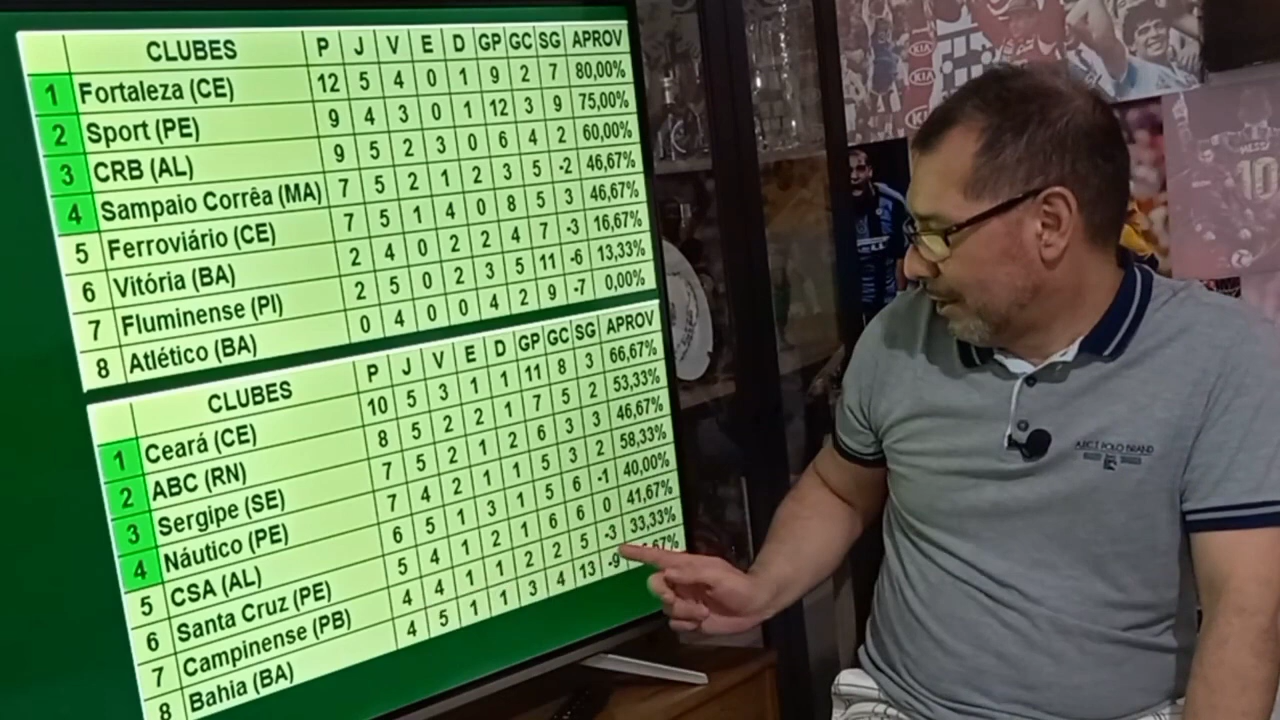 CLUBES P J V E D GP GC SG APROV
1 Fortaleza (CE) 12 5 4 0 1 9 2 7 80,00%
2 Sport (PE) 9 4 3 0 1 12 3 9 75,00%
3 CRB (AL) 9 5 2 3 0 6 4 2 60,00%
4 Sampaio Corrêa (MA) 7 5 2 1 2 3 5 -2 46,67%
5 Ferroviário (CE) 7 5 1 4 0 8 5 3 46,67%
6 Vitória (BA) 2 4 0 2 2 4 7 -3 16,67%
7 Fluminense (PI) 2 5 0 2 3 5 11 -6 13,33%
8 Atlético (BA) 0 4 0 0 4 2 9 -7 0,00%
CLUBES P J V E D GP GC SG APROV
1 Ceará (CE) 10 5 3 1 1 11 8 3 66,67%
2 ABC (RN) 8 5 2 2 1 7 5 2 53,33%
3 Sergipe (SE) 7 5 2 1 2 6 3 3 46,67%
4 Náutico (PE) 7 4 2 1 1 5 3 2 58,33%
5 CSA (AL) 6 5 1 3 1 5 6 -1 40,00%
6 Santa Cruz (PE) 5 4 1 2 1 6 6 0 41,67%
7 Campinense (PB) 4 4 1 1 2 2 5 -3 33,33%
8 Bahia (BA) 4 5 1 1 3 4 13 -9
KIA
KIA
KIA
MESSI
10
POLO BRAND